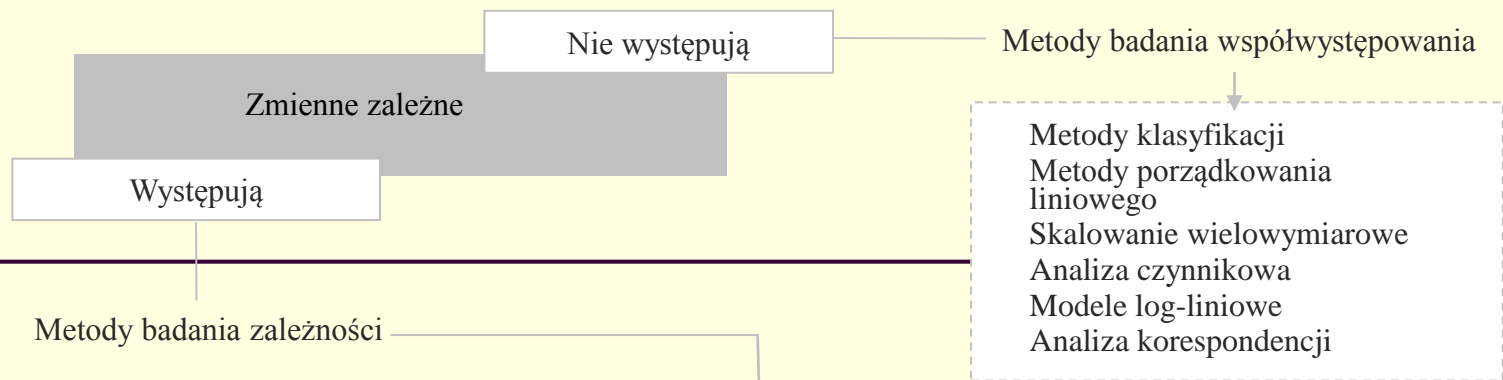 Nie występują
Metody badania współwystępowania
Zmienne zależne
Metody klasyfikacji
Metody porządkowania
liniowego
Występują
Skalowanie wielowymiarowe
Analiza czynnikowa
Modele log-liniowe
Analiza korespondencji
Metody badania zależności